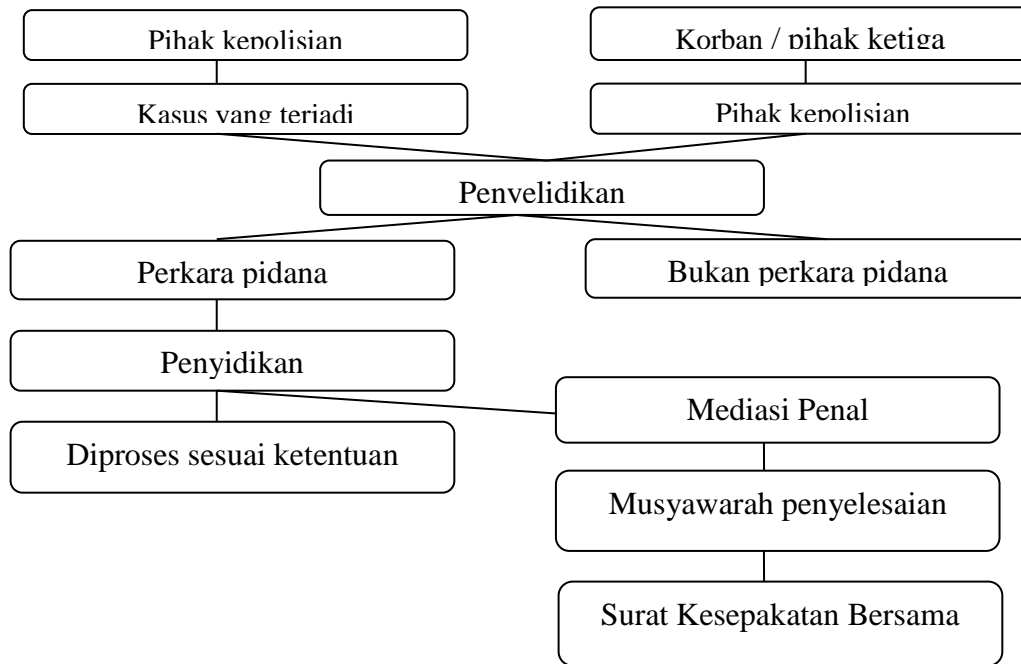 Pihak kepolisian
Korban / pihak ketiga
Kasus yang terjadi
Pihak kepolisian
Penyelidikan
Perkara pidana
Bukan perkara pidana
Penyidikan
Mediasi Penal
Diproses sesuai ketentuan
Musyawarah penyelesaian
Surat Kesepakatan Bersama